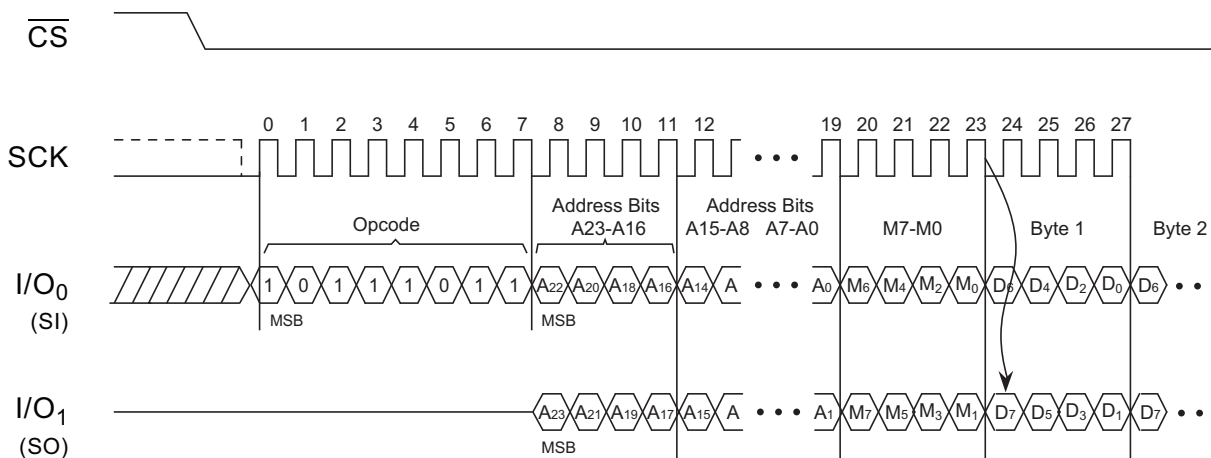 CS
0 1 2 3 4 5 6 7 8 9 10 11 12 19 20 21 22 23 24 25 26 27
SCK
Address Bits Address Bits
Opcode A23-A16 A15-A8 A7-A0 M7-M0 Byte 1 Byte 2
I/O0 1 0 1 1 1 0 1 1 A22 A20 A18 A16 A14 A A0 M6 M4 M2 M0 D6 D4 D2 D0 D6
(SI) MSB MSB
I/O1 A23 A21 A19 A17 A15 A A1 M7 M5 M3 M1 D7 D5 D3 D1 D7
(SO) MSB